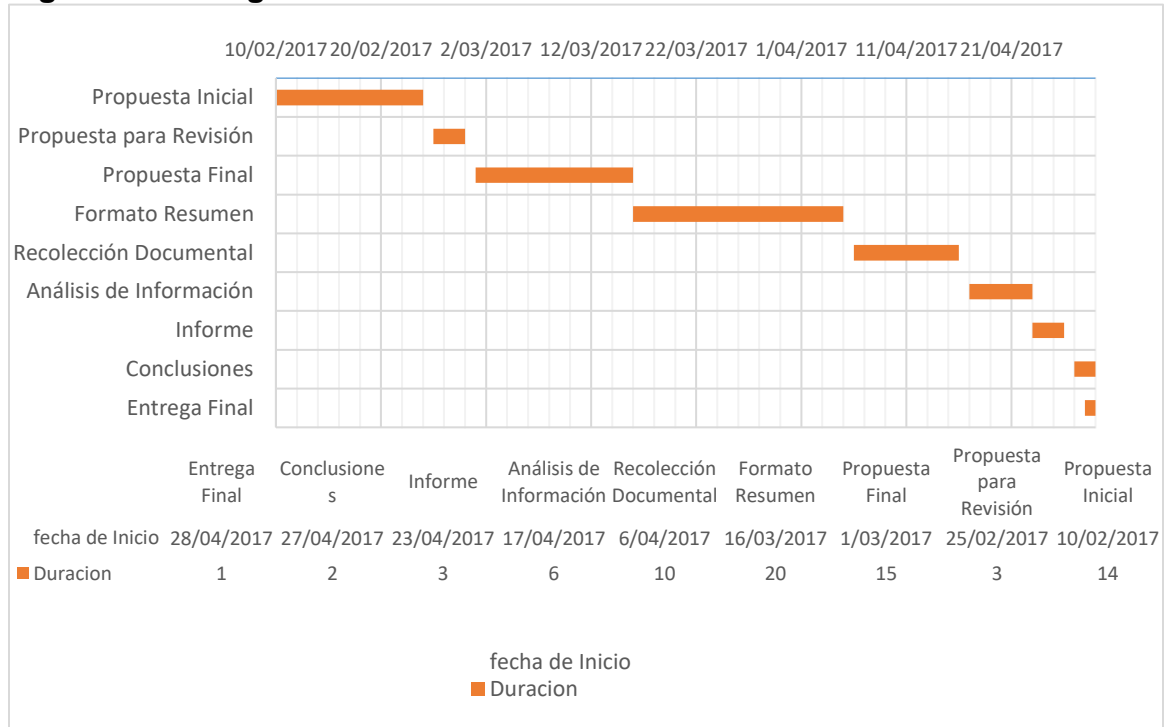 10/02/2017 20/02/2017 2/03/2017 12/03/2017 22/03/2017 1/04/2017 11/04/2017 21/04/2017
Propuesta Inicial
Propuesta para Revisión
Propuesta Final
Formato Resumen
Recolección Documental
Análisis de Información
Informe
Conclusiones
Entrega Final
Entrega Final Conclusiones Informe Análisis de Información Recolección Documental Formato Resumen Propuesta Final Propuesta para Revisión Propuesta Inicial
fecha de Inicio 28/04/2017 27/04/2017 23/04/2017 17/04/2017 6/04/2017 16/03/2017 1/03/2017 25/02/2017 10/02/2017
Duracion 1 2 3 6 10 20 15 3 14
fecha de Inicio
Duracion